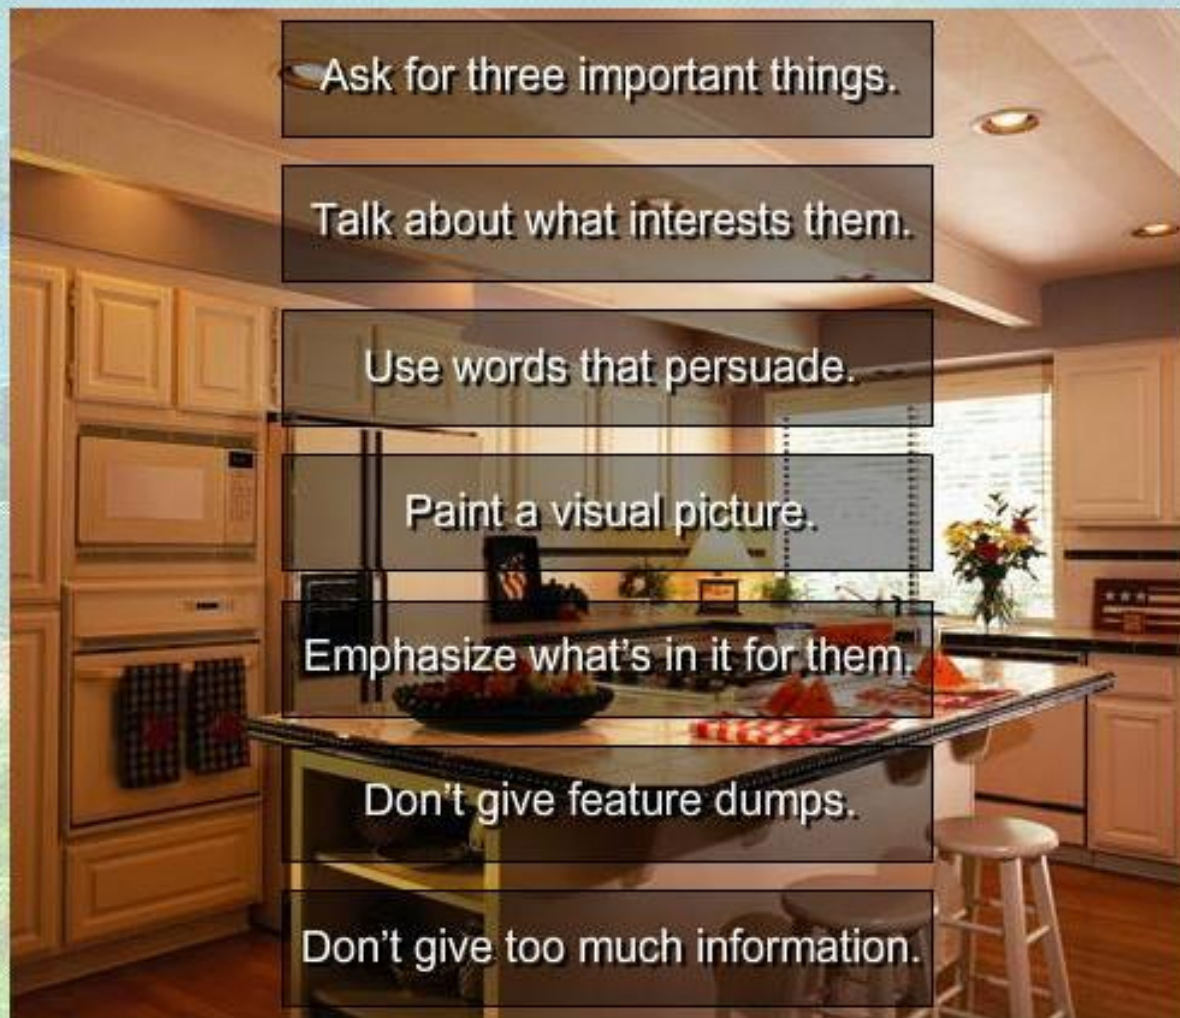 Ask for three important things.
Talk about what interests them.
Use words that persuade.
Paint a visual picture.
Emphasize what's in it for them.
Don't give feature dumps.
Don't give too much information.